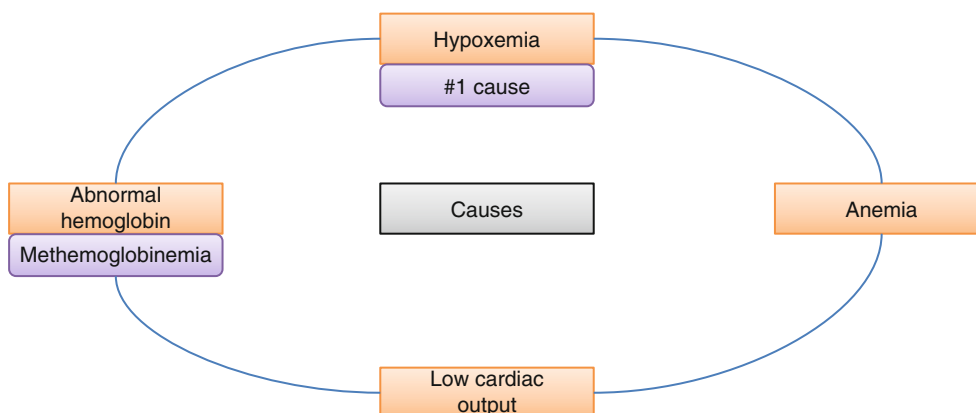 Hypoxemia
#1 cause
Abnormal
hemoglobin
Methemoglobinemia
Causes
Anemia
Low cardiac
output